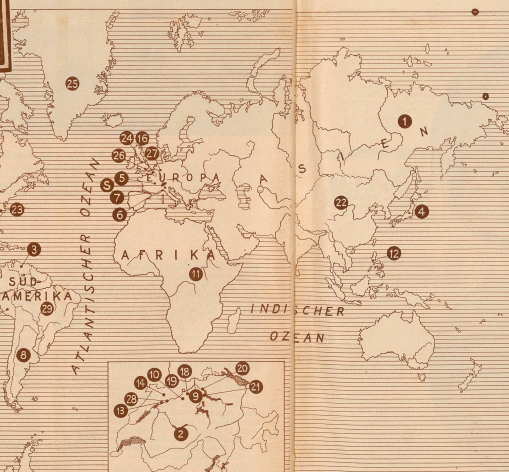 25
1
24 16
26 27
5
S
7
6
EUROPA
ASIEN
22
4
23
3
12
AFRIKA
11
ATLANTISCHER OZEAN
SÜD-
AMERIKA
29
8
INDISCHER
OZEAN
18
20
10
19
21
14
9
28
13
2